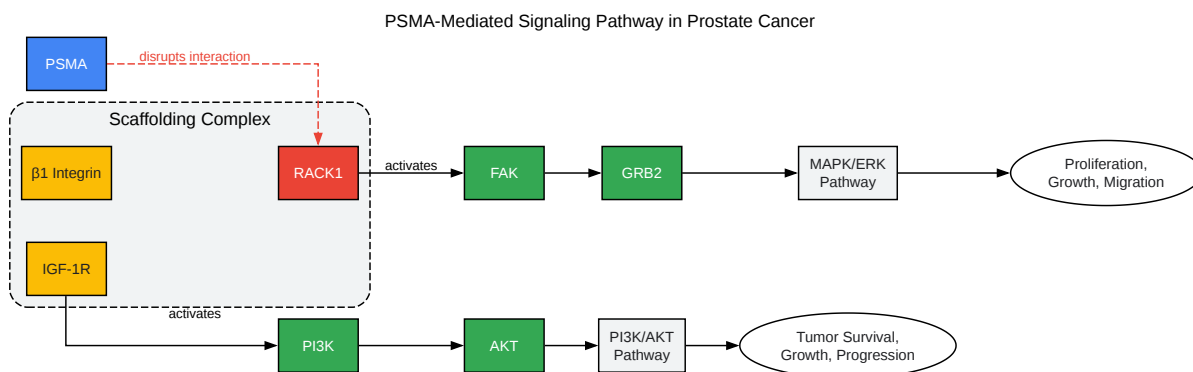 PSMA-Mediated Signaling Pathway in Prostate Cancer
PSMA
disrupts interaction
Scaffolding Complex
β1 Integrin
RACK1
activates
FAK
GRB2
MAPK/ERK
Pathway
Proliferation,
Growth, Migration
IGF-1R
activates
PI3K
AKT
PI3K/AKT
Pathway
Tumor Survival,
Growth, Progression